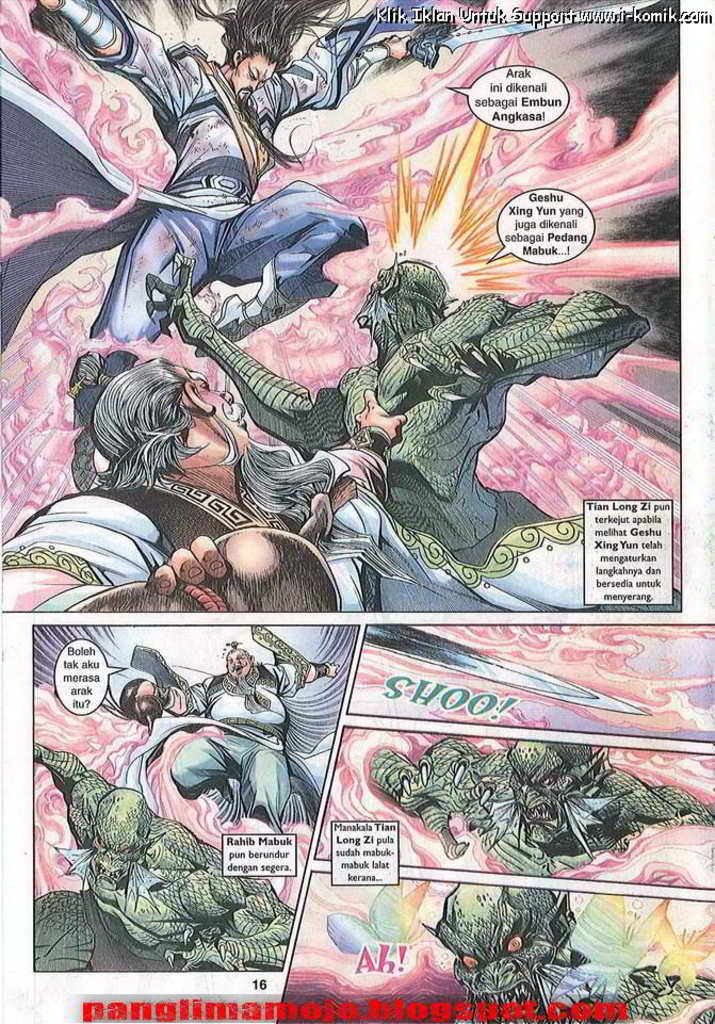 Klik Iklan Untuk Support www.i-komik.com
Arak
ini dikenali
sebagai Embun
Angkasa!
Geshu
Xing Yun yang
juga dikenali
sebagai Pedang
Mabuk...!
Tian Long Zi pun
terkejut apabila
melihat Geshu
Xing Yun telah
mengaturkan
langkahnya dan
bersedia untuk
menyerang.
Boleh
tak aku
merasa
arak
itu?
Rahib Mabuk
pun berundur
dengan segera.
SHOO!
Manakala Tian
Long Zi pula
sudah mabuk-
mabuk lalat
kerana...
AH!
16
panglimamojo.blogspot.com